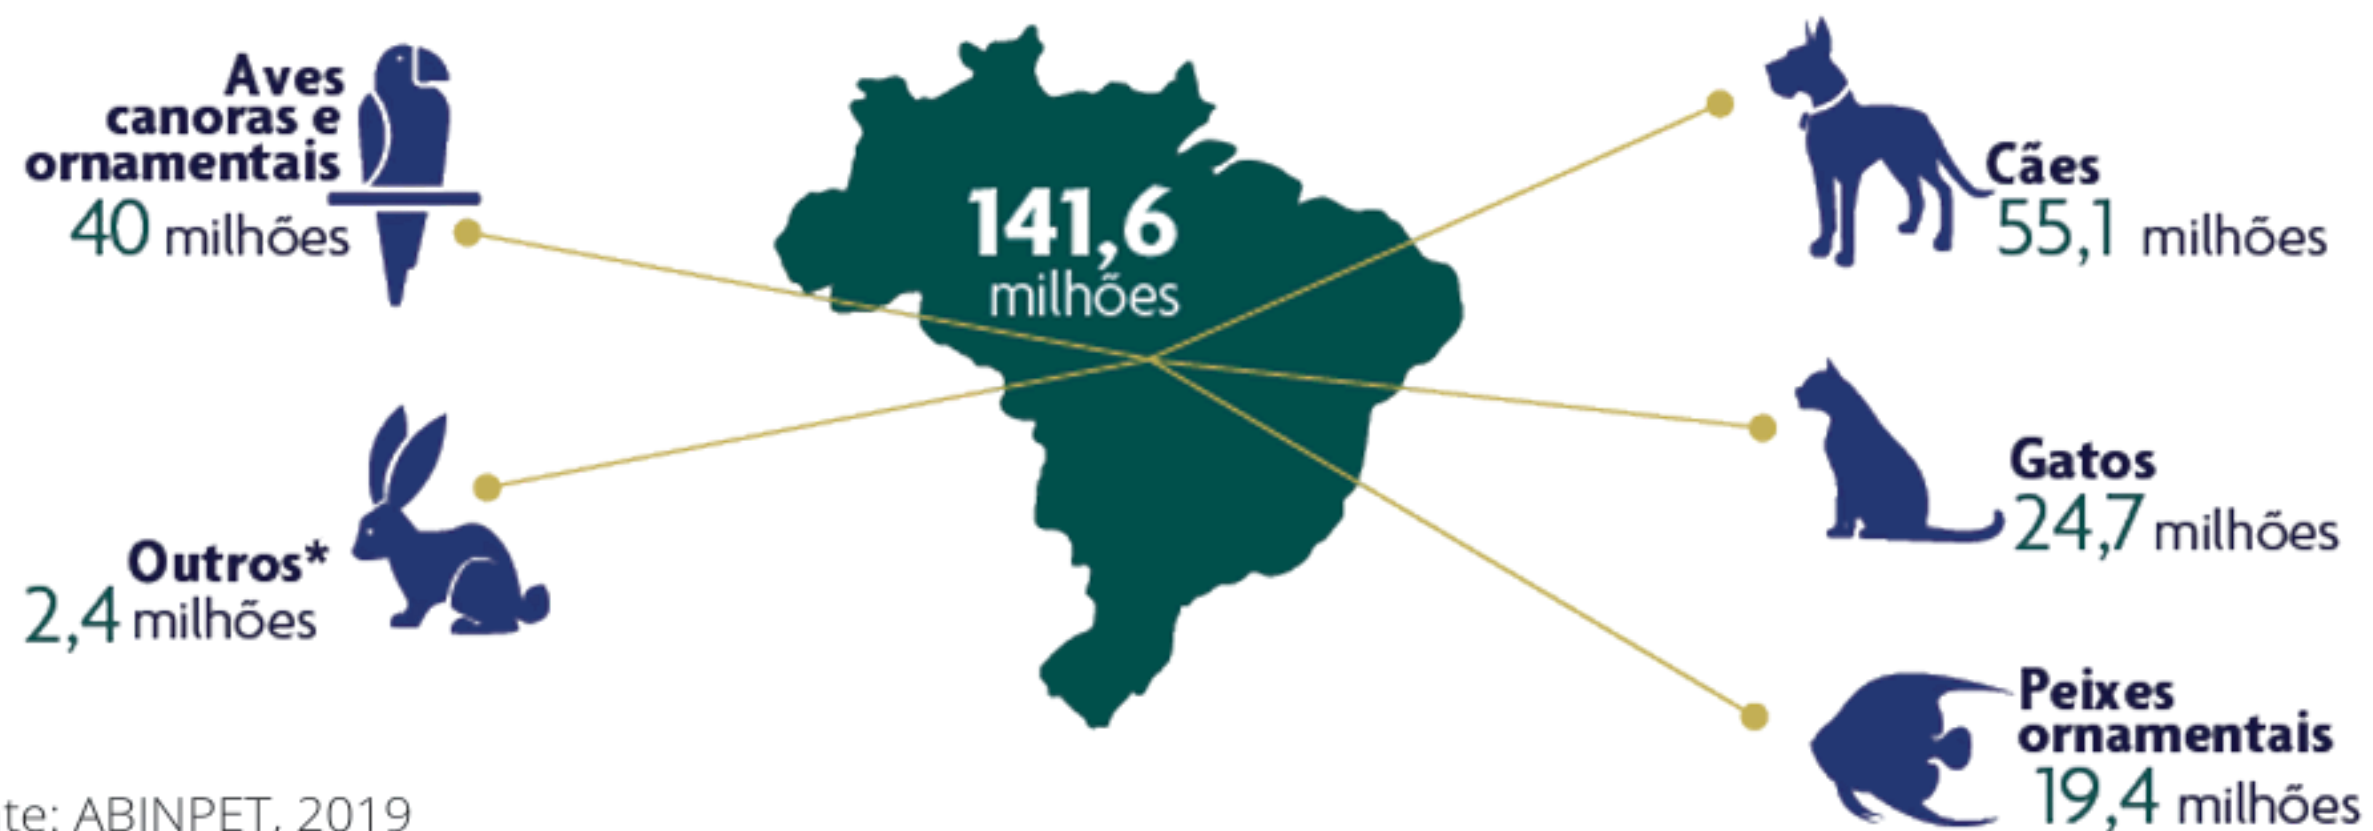 Aves
canoras e
ornamentais
40 milhões
141,6
milhões
Cães
55,1 milhões
Gatos
24,7 milhões
Outros*
2,4 milhões
Peixes
ornamentais
19,4 milhões
te: ABINPET, 2019